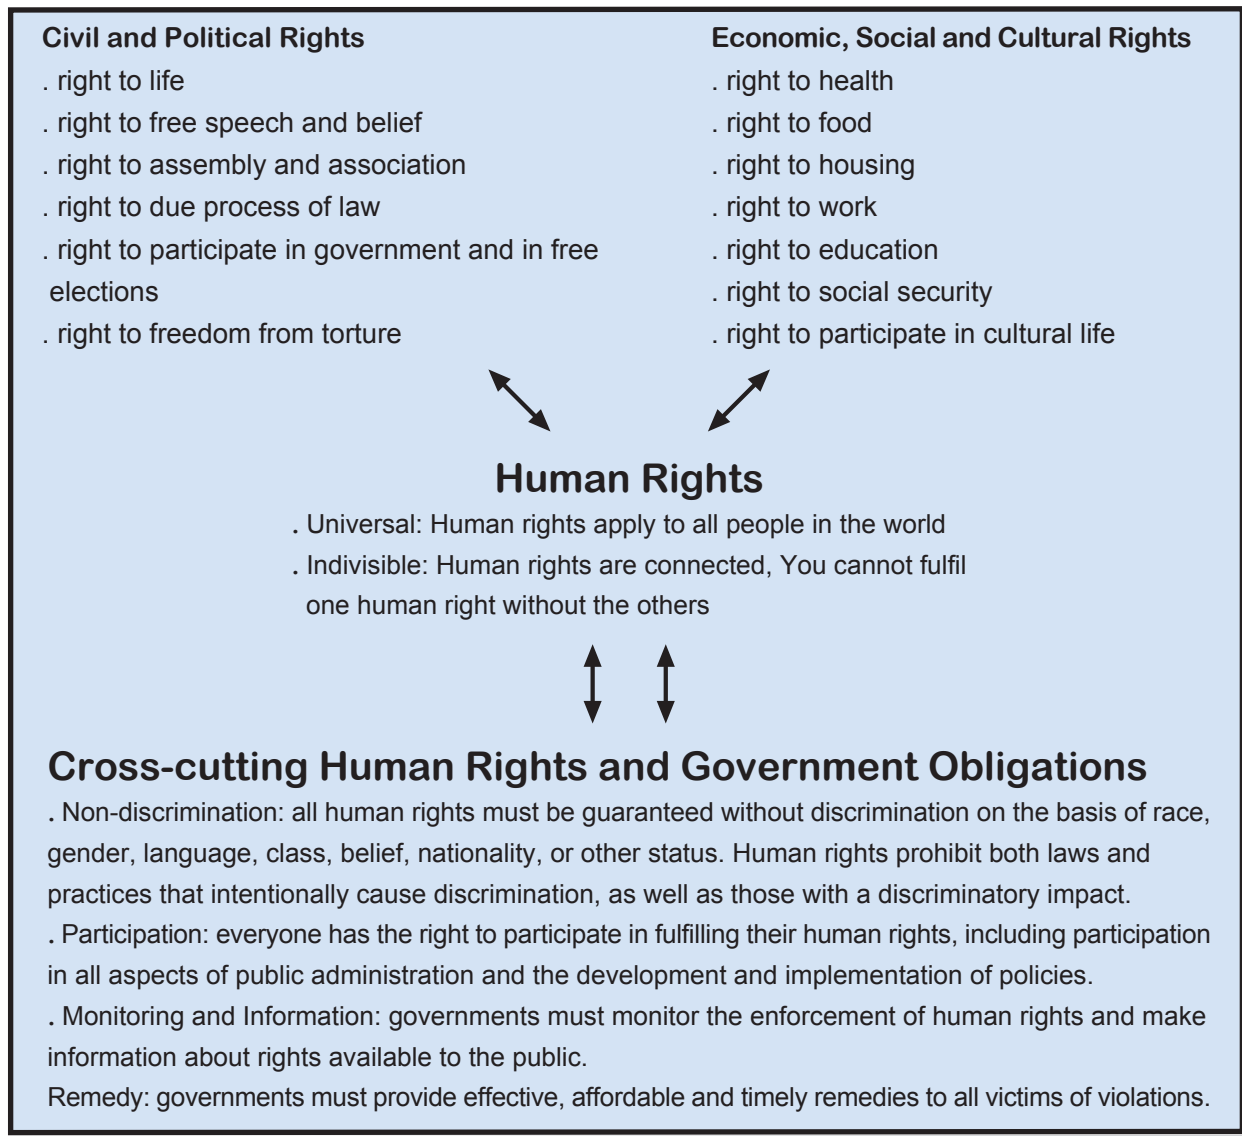 Civil and Political Rights
. right to life
. right to free speech and belief
. right to assembly and association
. right to due process of law
. right to participate in government and in free
elections
. right to freedom from torture
Economic, Social and Cultural Rights
. right to health
. right to food
. right to housing
. right to work
. right to education
. right to social security
. right to participate in cultural life
Human Rights
. Universal: Human rights apply to all people in the world
. Indivisible: Human rights are connected, You cannot fulfil
one human right without the others
Cross-cutting Human Rights and Government Obligations
. Non-discrimination: all human rights must be guaranteed without discrimination on the basis of race,
gender, language, class, belief, nationality, or other status. Human rights prohibit both laws and
practices that intentionally cause discrimination, as well as those with a discriminatory impact.
. Participation: everyone has the right to participate in fulfilling their human rights, including participation
in all aspects of public administration and the development and implementation of policies.
. Monitoring and Information: governments must monitor the enforcement of human rights and make
information about rights available to the public.
Remedy: governments must provide effective, affordable and timely remedies to all victims of violations.